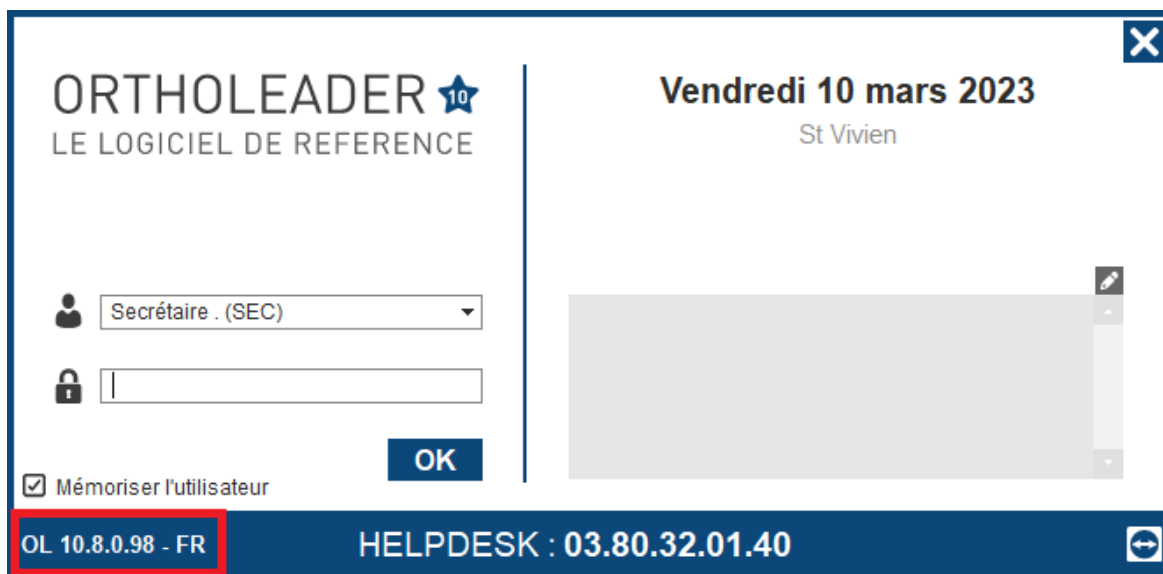 ORTHOLEADER 10
LE LOGICIEL DE REFERENCE
Secrétaire . (SEC)
OK
Mémoriser l'utilisateur
Vendredi 10 mars 2023
St Vivien
OL 10.8.0.98 - FR
HELPDESK : 03.80.32.01.40